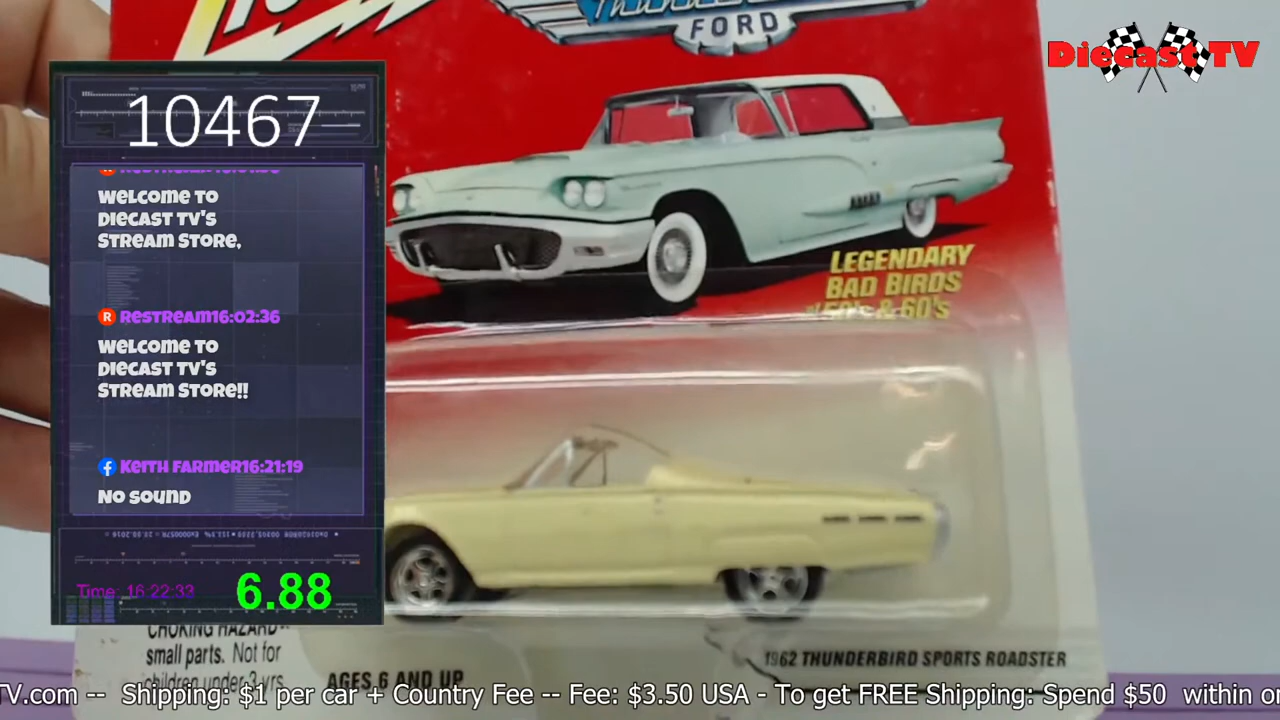 FORD
Diecast TV
10467
WELCOME TO
DIECAST TV'S
STREAM STORE,
Restream16:02:36
WELCOME TO
DIECAST TV'S
STREAM STORE!!
Keith Farmer16:21:19
No sound
Time: 16:22:33
6.88
LEGENDARY
BAD BIRDS
& 60's
CHOKING HAZARD--
small parts. Not for
children under 3 yrs.
AGES 6 AND UP
1962 THUNDERBIRD SPORTS ROADSTER
TV.com -- Shipping: $1 per car + Country Fee -- Fee: $3.50 USA - To get FREE Shipping: Spend $50 within